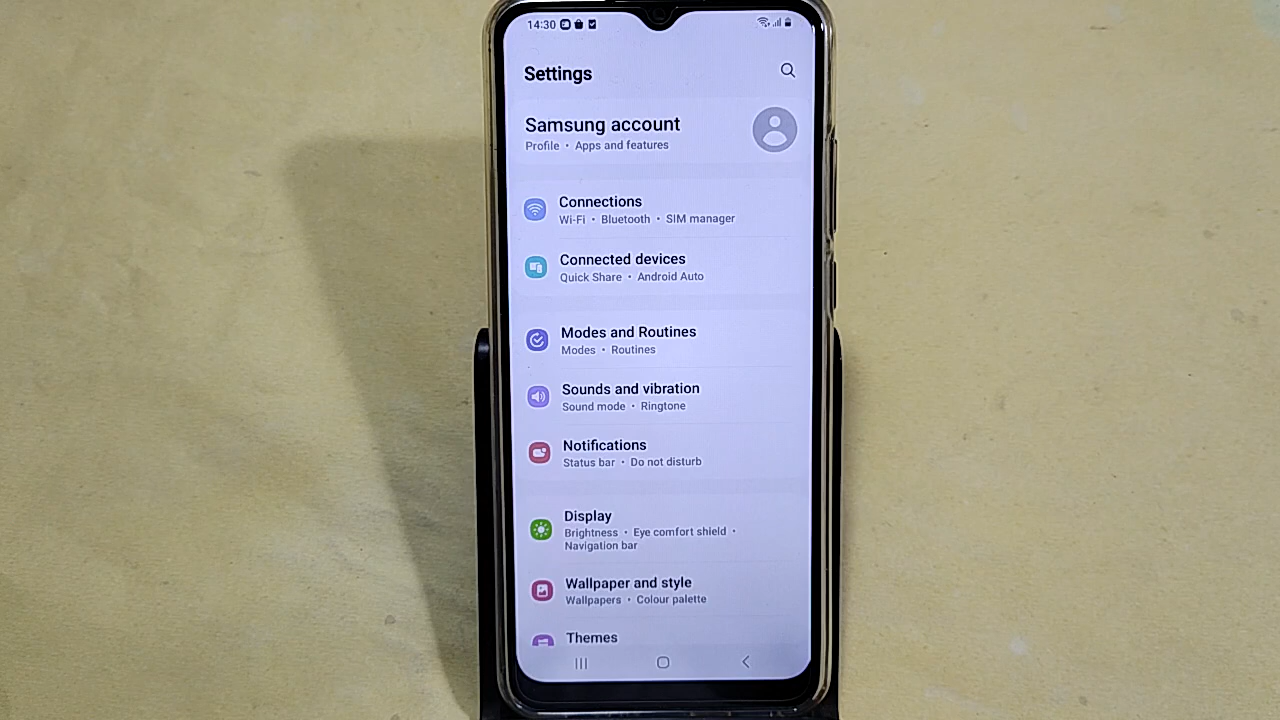 14:30
Settings
Samsung account
Profile • Apps and features
Connections
Wi-Fi • Bluetooth • SIM manager
Connected devices
Quick Share • Android Auto
Modes and Routines
Modes • Routines
Sounds and vibration
Sound mode • Ringtone
Notifications
Status bar • Do not disturb
Display
Brightness • Eye comfort shield •
Navigation bar
Wallpaper and style
Wallpapers • Colour palette
Themes